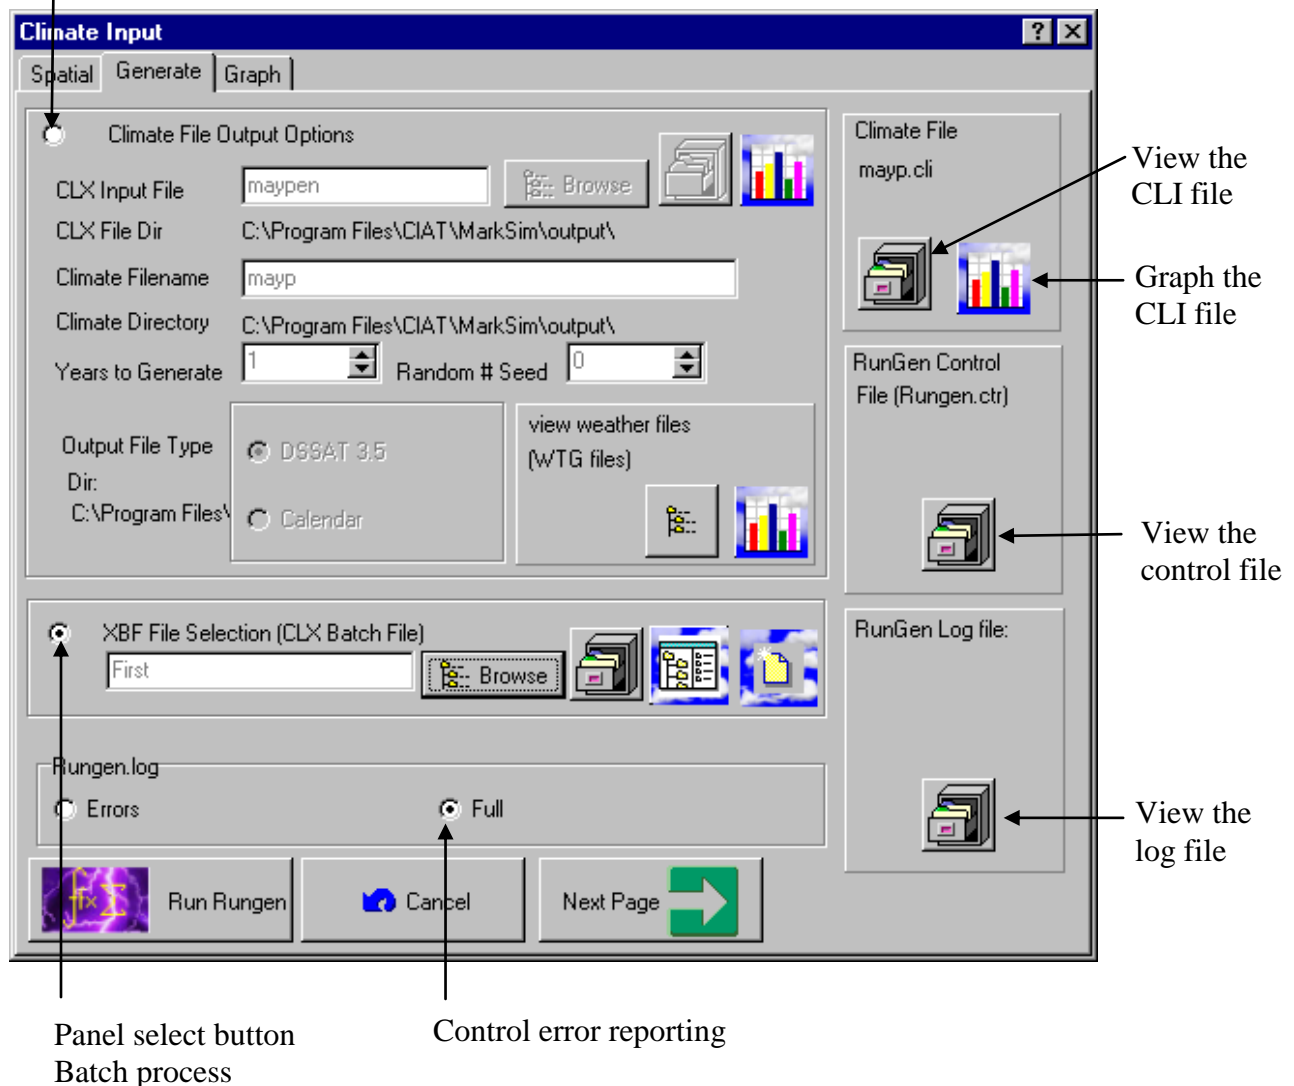 Climate Input
Spatial Generate Graph
Climate File Output Options
CLX Input File maypen Browse
CLX File Dir C:\Program Files\CIAT\MarkSim\output\
Climate Filename mayp
Climate Directory C:\Program Files\CIAT\MarkSim\output\
Years to Generate 1 Random # Seed 0
Output File Type
Dir:
C:\Program Files\
DSSAT 3.5
Calendar
view weather files
(WTG files)
Climate File
mayp.cli
View the
CLI file
Graph the
CLI file
RunGen Control
File (Rungen.ctr)
View the
control file
XBF File Selection (CLX Batch File)
First Browse
RunGen Log file:
View the
log file
Rungen.log
Errors Full
fx Σ Run Rungen Cancel Next Page
Panel select button
Batch process
Control error reporting